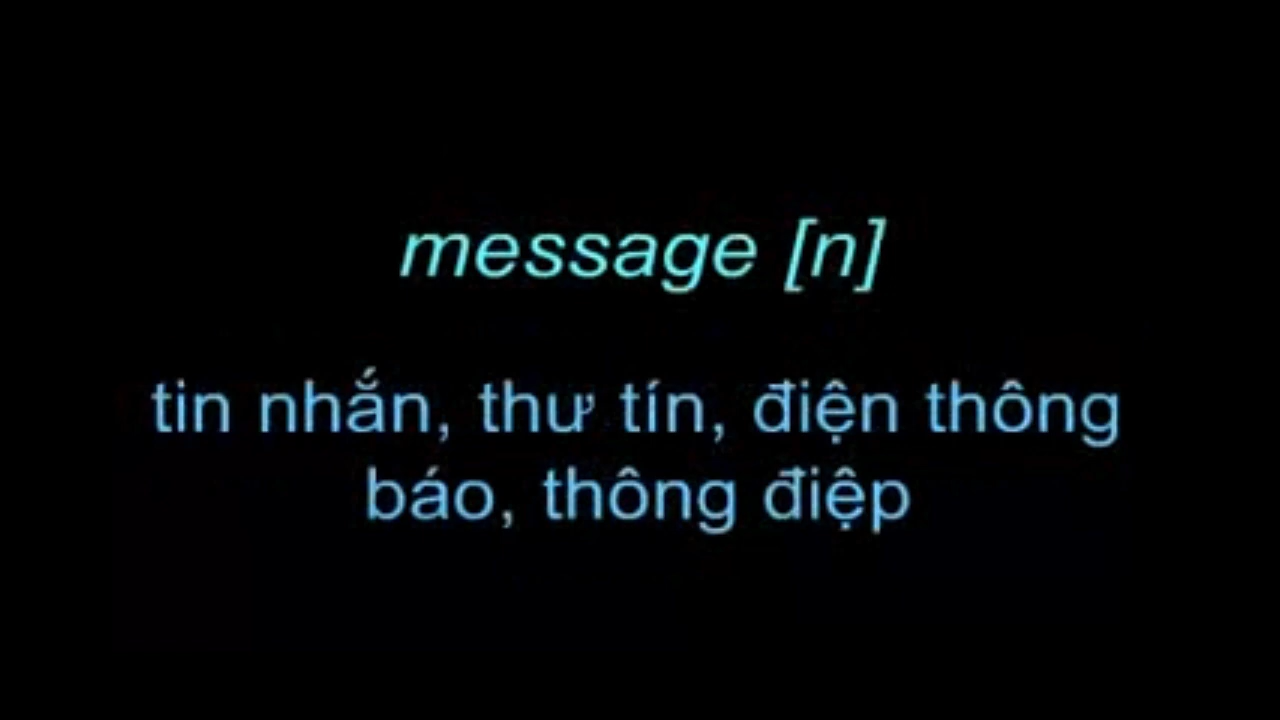 message [n]
tin nhắn, thư tín, điện thông
báo, thông điệp